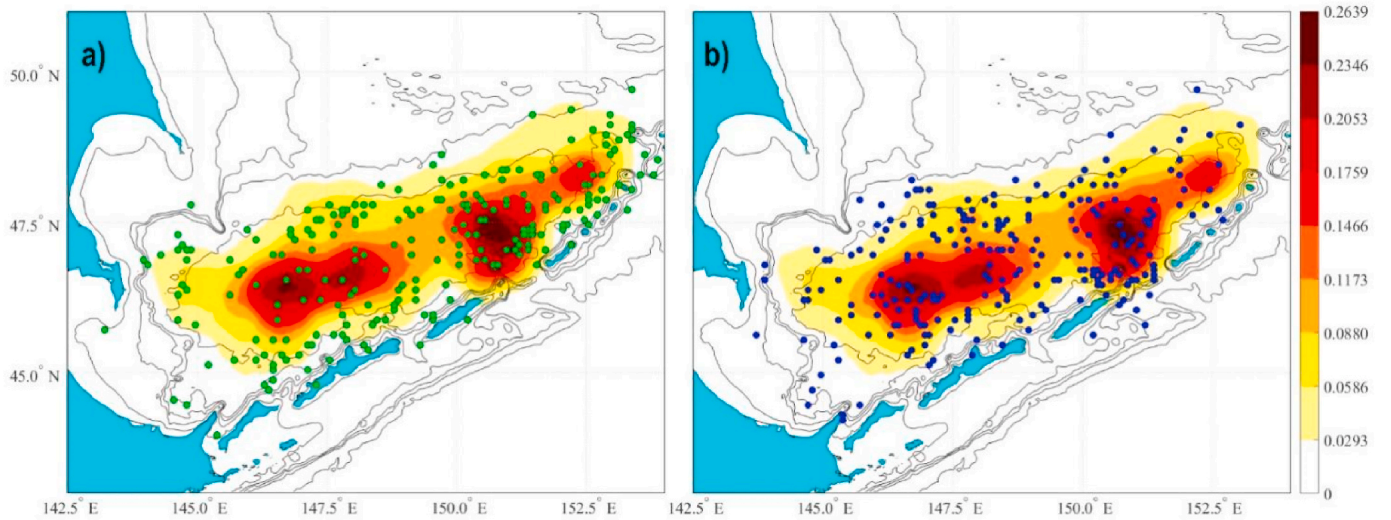 a)
b)
50.0° N
47.5° N
45.0° N
142.5° E
145.0° E
147.5° E
150.0° E
152.5° E
142.5° E
145.0° E
147.5° E
150.0° E
152.5° E
0.2639
0.2346
0.2053
0.1759
0.1466
0.1173
0.0880
0.0586
0.0293
0